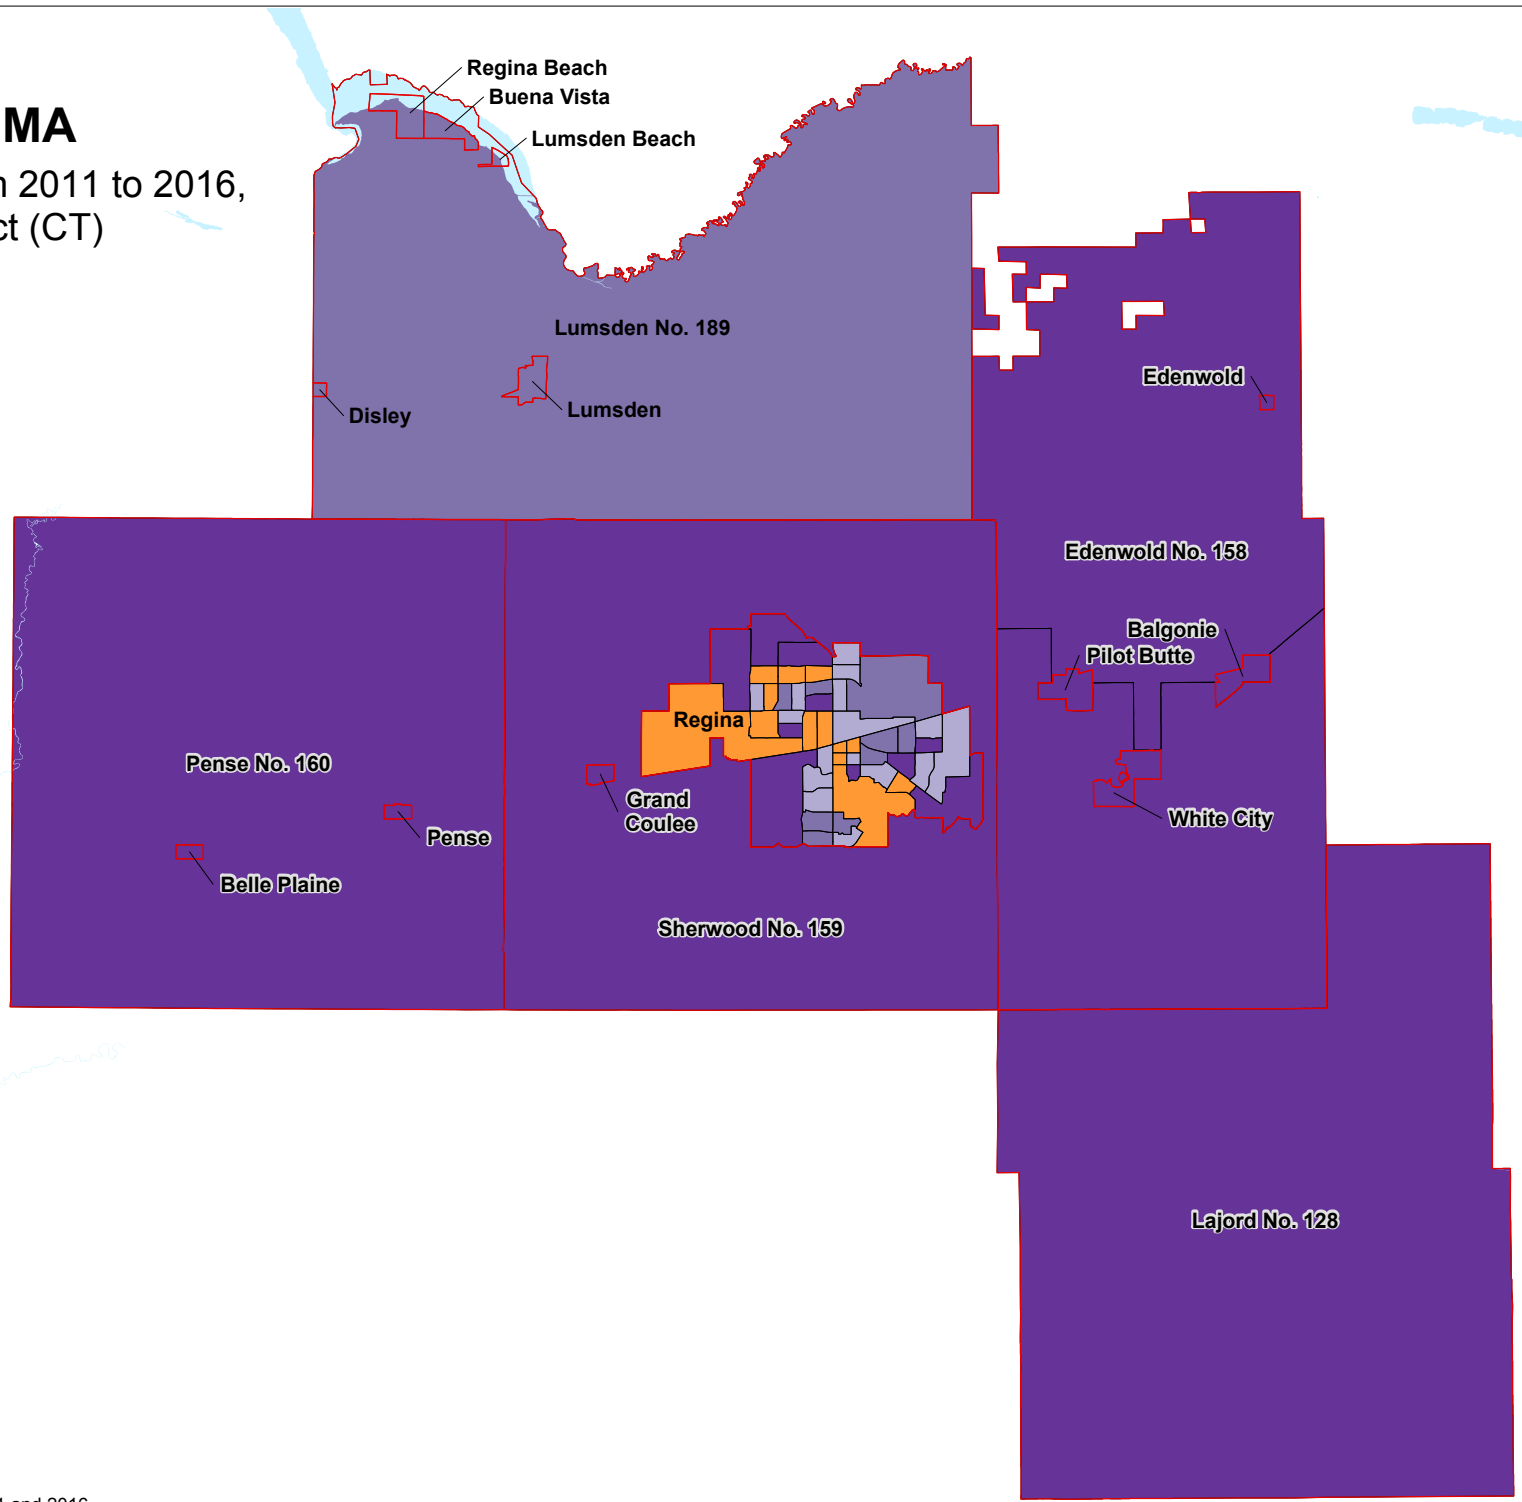 MA
2011 to 2016,
(CT)
Regina Beach
Buena Vista
Lumsden Beach
Lumsden No. 189
Edenwold
Disley
Lumsden
Edenwold No. 158
Balgonie
Pilot Butte
Regina
Pense No. 160
Grand
Coulee
White City
Pense
Belle Plaine
Sherwood No. 159
Lajord No. 128
and 2016